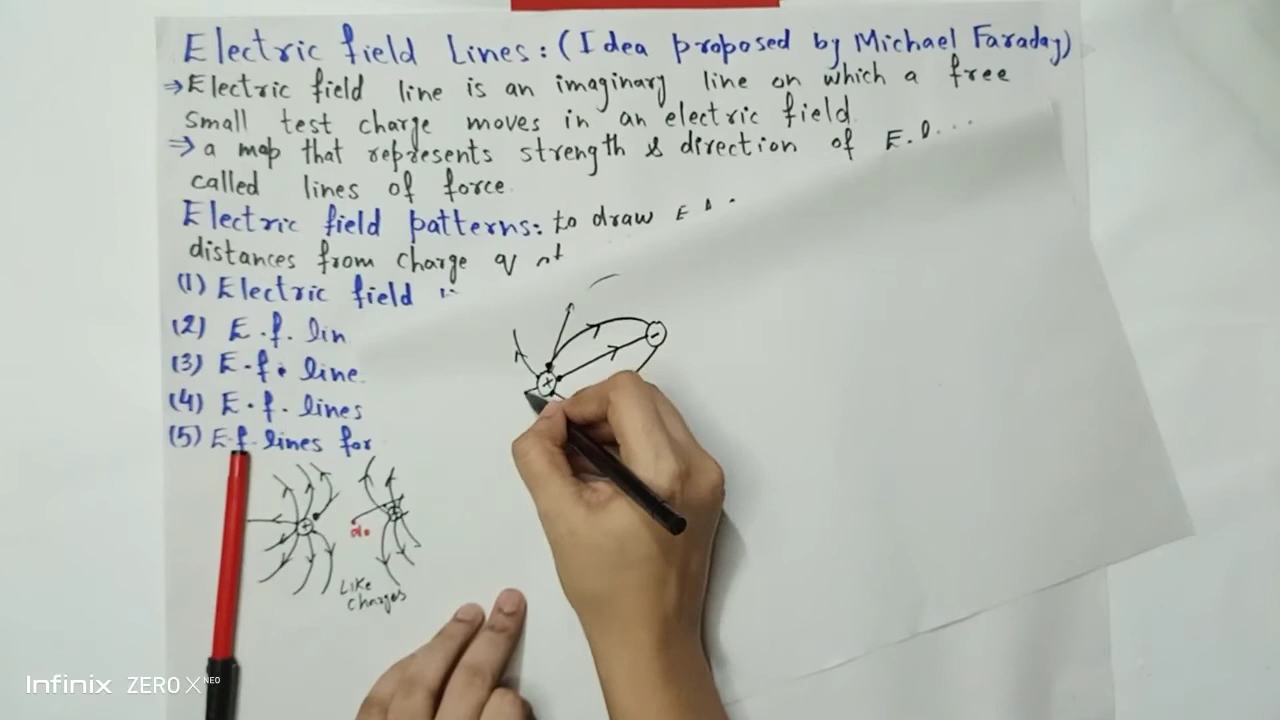 Electric field Lines: (Idea proposed by Michael Faraday)
⇒ Electric field line is an imaginary line on which a free
small test charge moves in an electric field
⇒ a map that represents strength & direction of E.
called lines of force.
Electric field patterns: to draw E
distances from charge q
(1) Electric field
(2) E.f. lin
(3) E.f. line
(4) E.f. lines
(5) E.f. lines for
+ -
+ +
Like
charges
Infinix ZERO X NEO